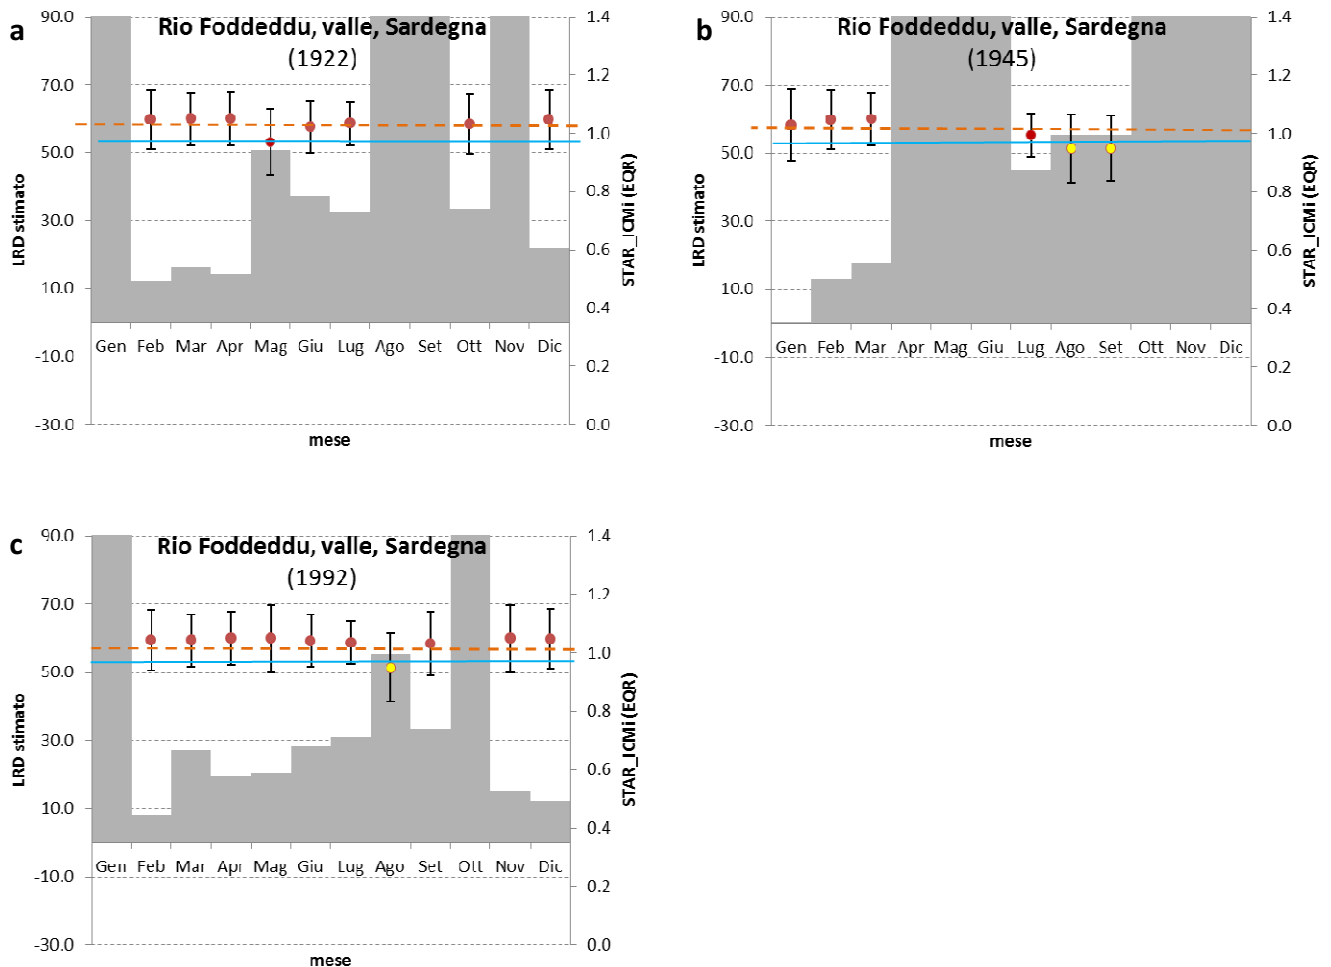 a
Rio Foddeddu, valle, Sardegna
(1922)
90.0
70.0
50.0
30.0
10.0
-10.0
-30.0
LRD stimato
1.4
1.2
1.0
0.8
0.6
0.4
0.2
0.0
STAR_ICMi (EQR)
Gen Feb Mar Apr Mag Giu Lug Ago Set Ott Nov Dic
mese
b
Rio Foddeddu, valle, Sardegna
(1945)
90.0
70.0
50.0
30.0
10.0
-10.0
-30.0
LRD stimato
1.4
1.2
1.0
0.8
0.6
0.4
0.2
0.0
STAR_ICMi (EQR)
Gen Feb Mar Apr Mag Giu Lug Ago Set Ott Nov Dic
mese
c
Rio Foddeddu, valle, Sardegna
(1992)
90.0
70.0
50.0
30.0
10.0
-10.0
-30.0
LRD stimato
1.4
1.2
1.0
0.8
0.6
0.4
0.2
0.0
STAR_ICMi (EQR)
Gen Feb Mar Apr Mag Giu Lug Ago Set Ott Nov Dic
mese